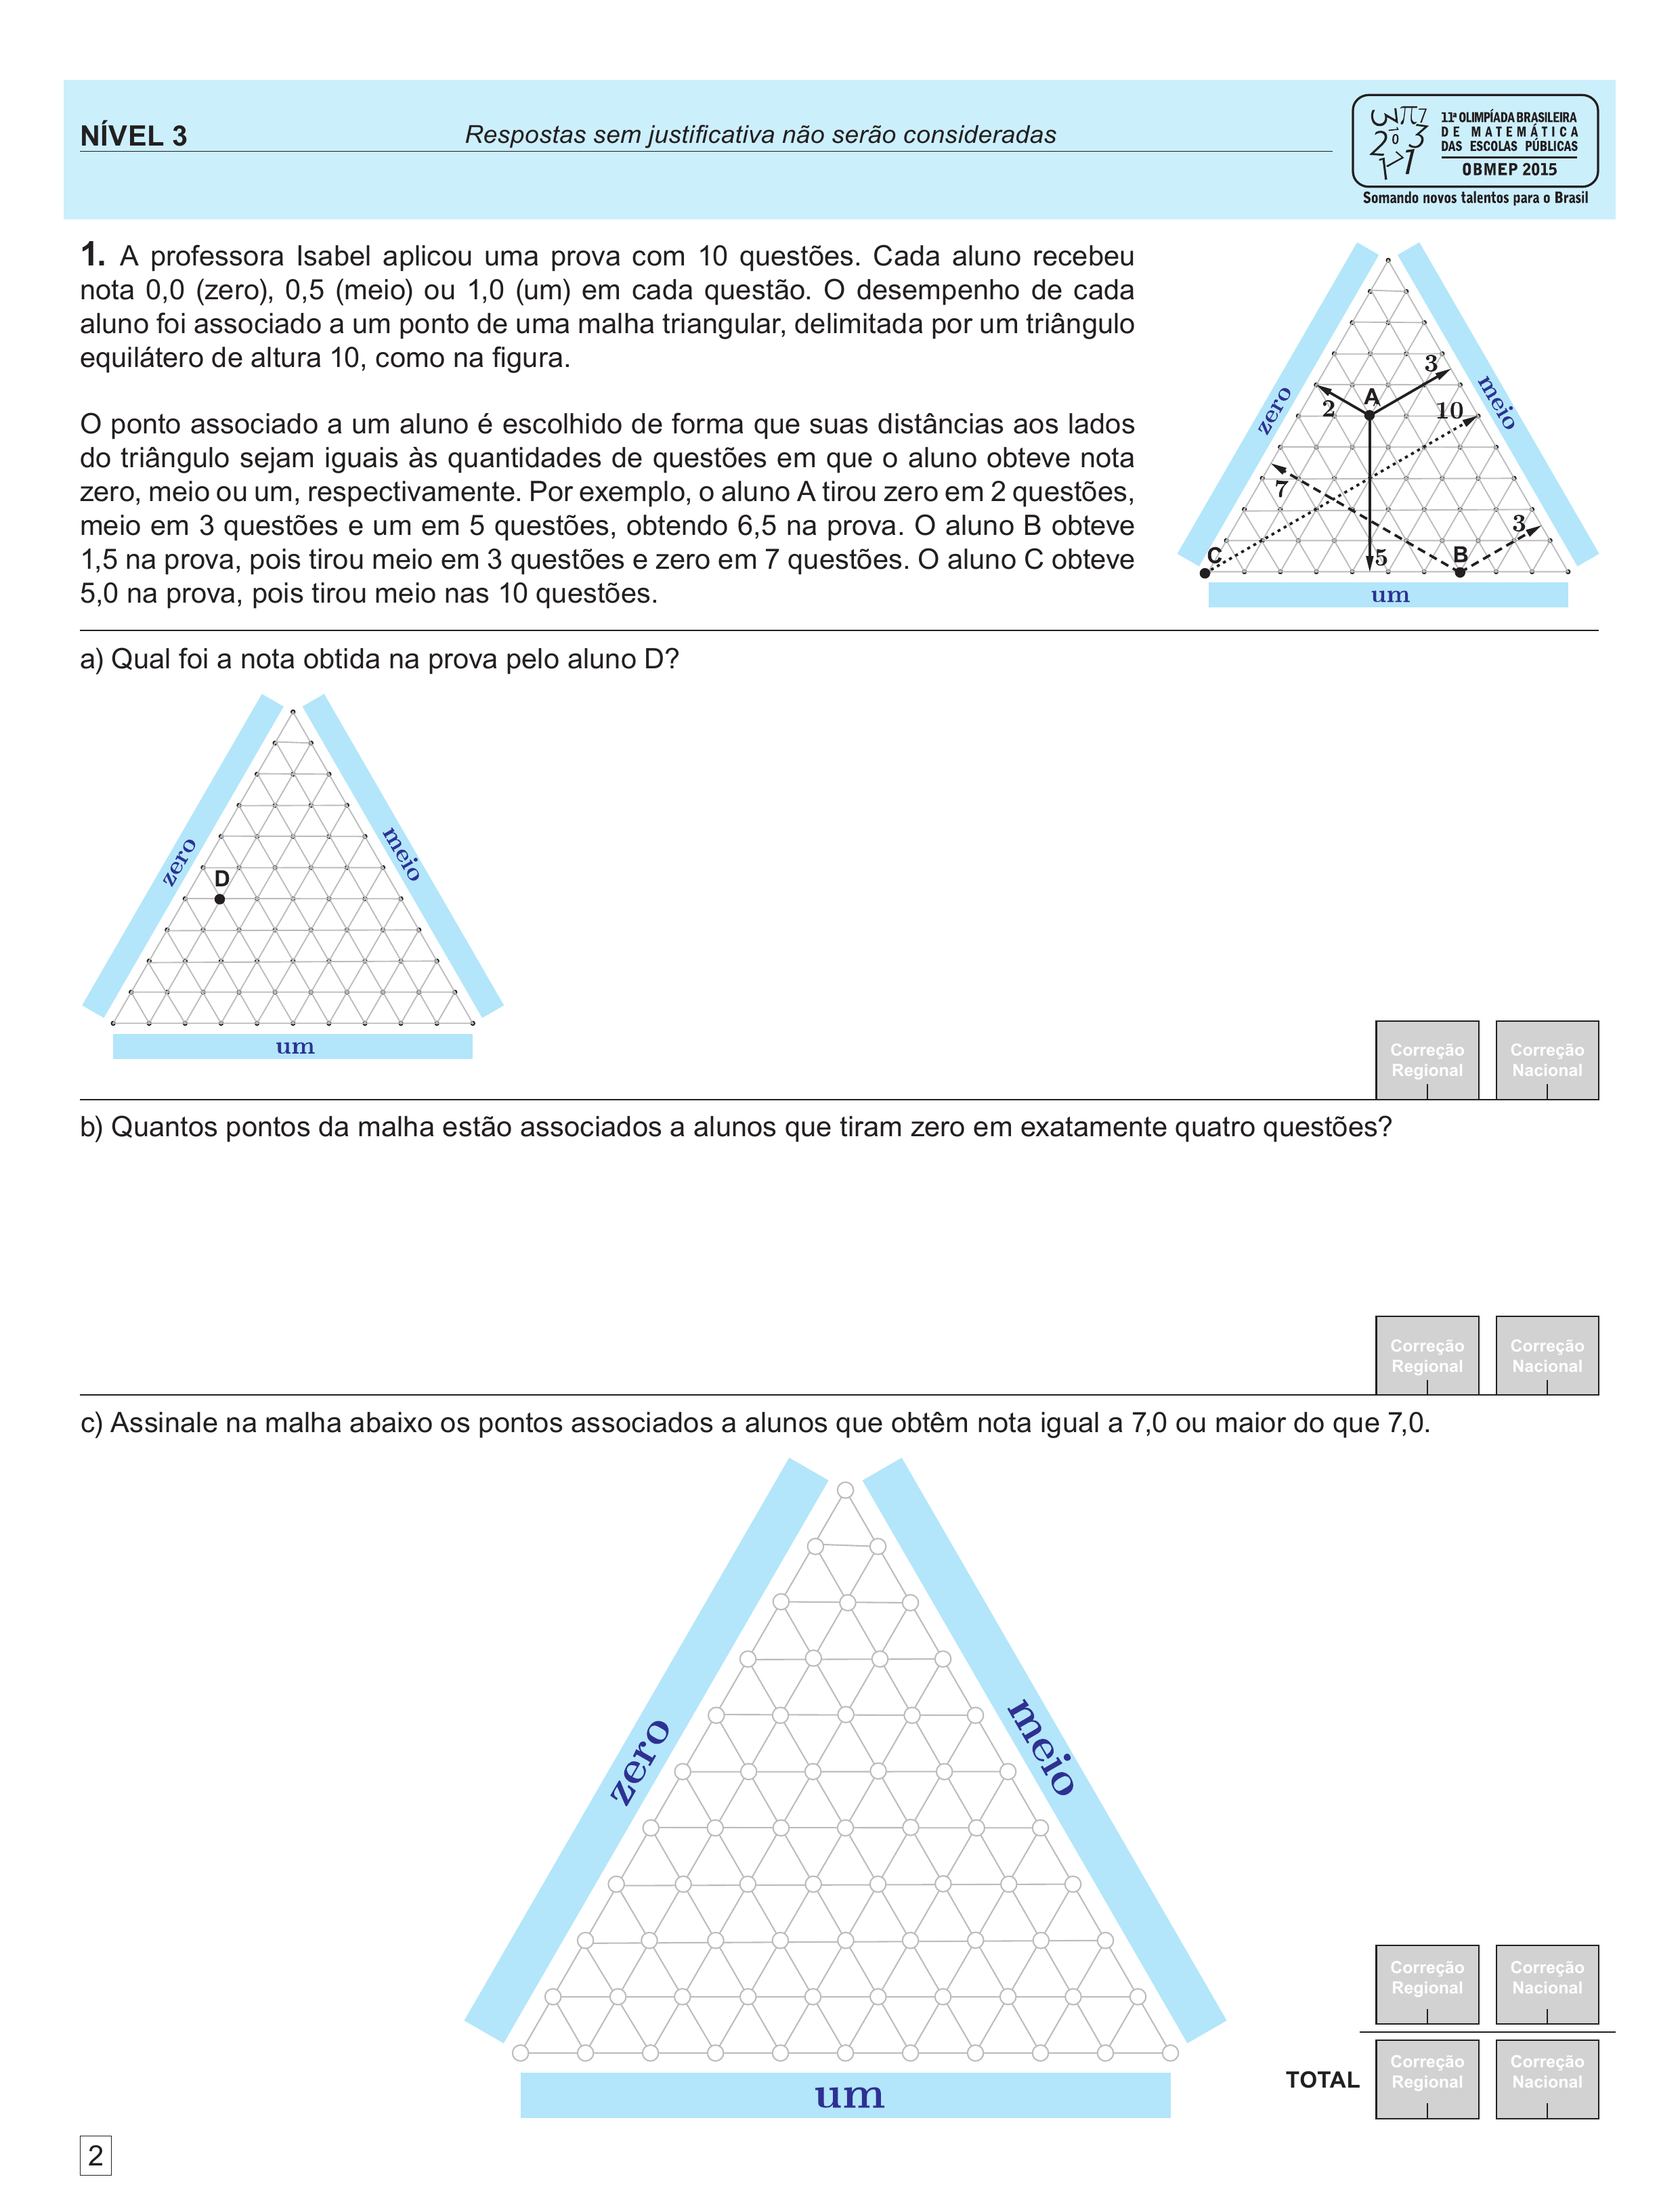 NÍVEL 3
Respostas sem justificativa não serão consideradas
11ª OLIMPÍADA BRASILEIRA
DE MATEMÁTICA
DAS ESCOLAS PÚBLICAS
OBMEP 2015
Somando novos talentos para o Brasil
1. A professora Isabel aplicou uma prova com 10 questões. Cada aluno recebeu
nota 0,0 (zero), 0,5 (meio) ou 1,0 (um) em cada questão. O desempenho de cada
aluno foi associado a um ponto de uma malha triangular, delimitada por um triângulo
equilátero de altura 10, como na figura.
O ponto associado a um aluno é escolhido de forma que suas distâncias aos lados
do triângulo sejam iguais às quantidades de questões em que o aluno obteve nota
zero, meio ou um, respectivamente. Por exemplo, o aluno A tirou zero em 2 questões,
meio em 3 questões e um em 5 questões, obtendo 6,5 na prova. O aluno B obteve
1,5 na prova, pois tirou meio em 3 questões e zero em 7 questões. O aluno C obteve
5,0 na prova, pois tirou meio nas 10 questões.
zero
meio
3
A
2
10
7
3
C
5
B
um
a) Qual foi a nota obtida na prova pelo aluno D?
zero
meio
D
um
Correção Regional
Correção Nacional
b) Quantos pontos da malha estão associados a alunos que tiram zero em exatamente quatro questões?
Correção Regional
Correção Nacional
c) Assinale na malha abaixo os pontos associados a alunos que obtêm nota igual a 7,0 ou maior do que 7,0.
zero
meio
um
Correção Regional
Correção Nacional
TOTAL
Correção Regional
Correção Nacional
2